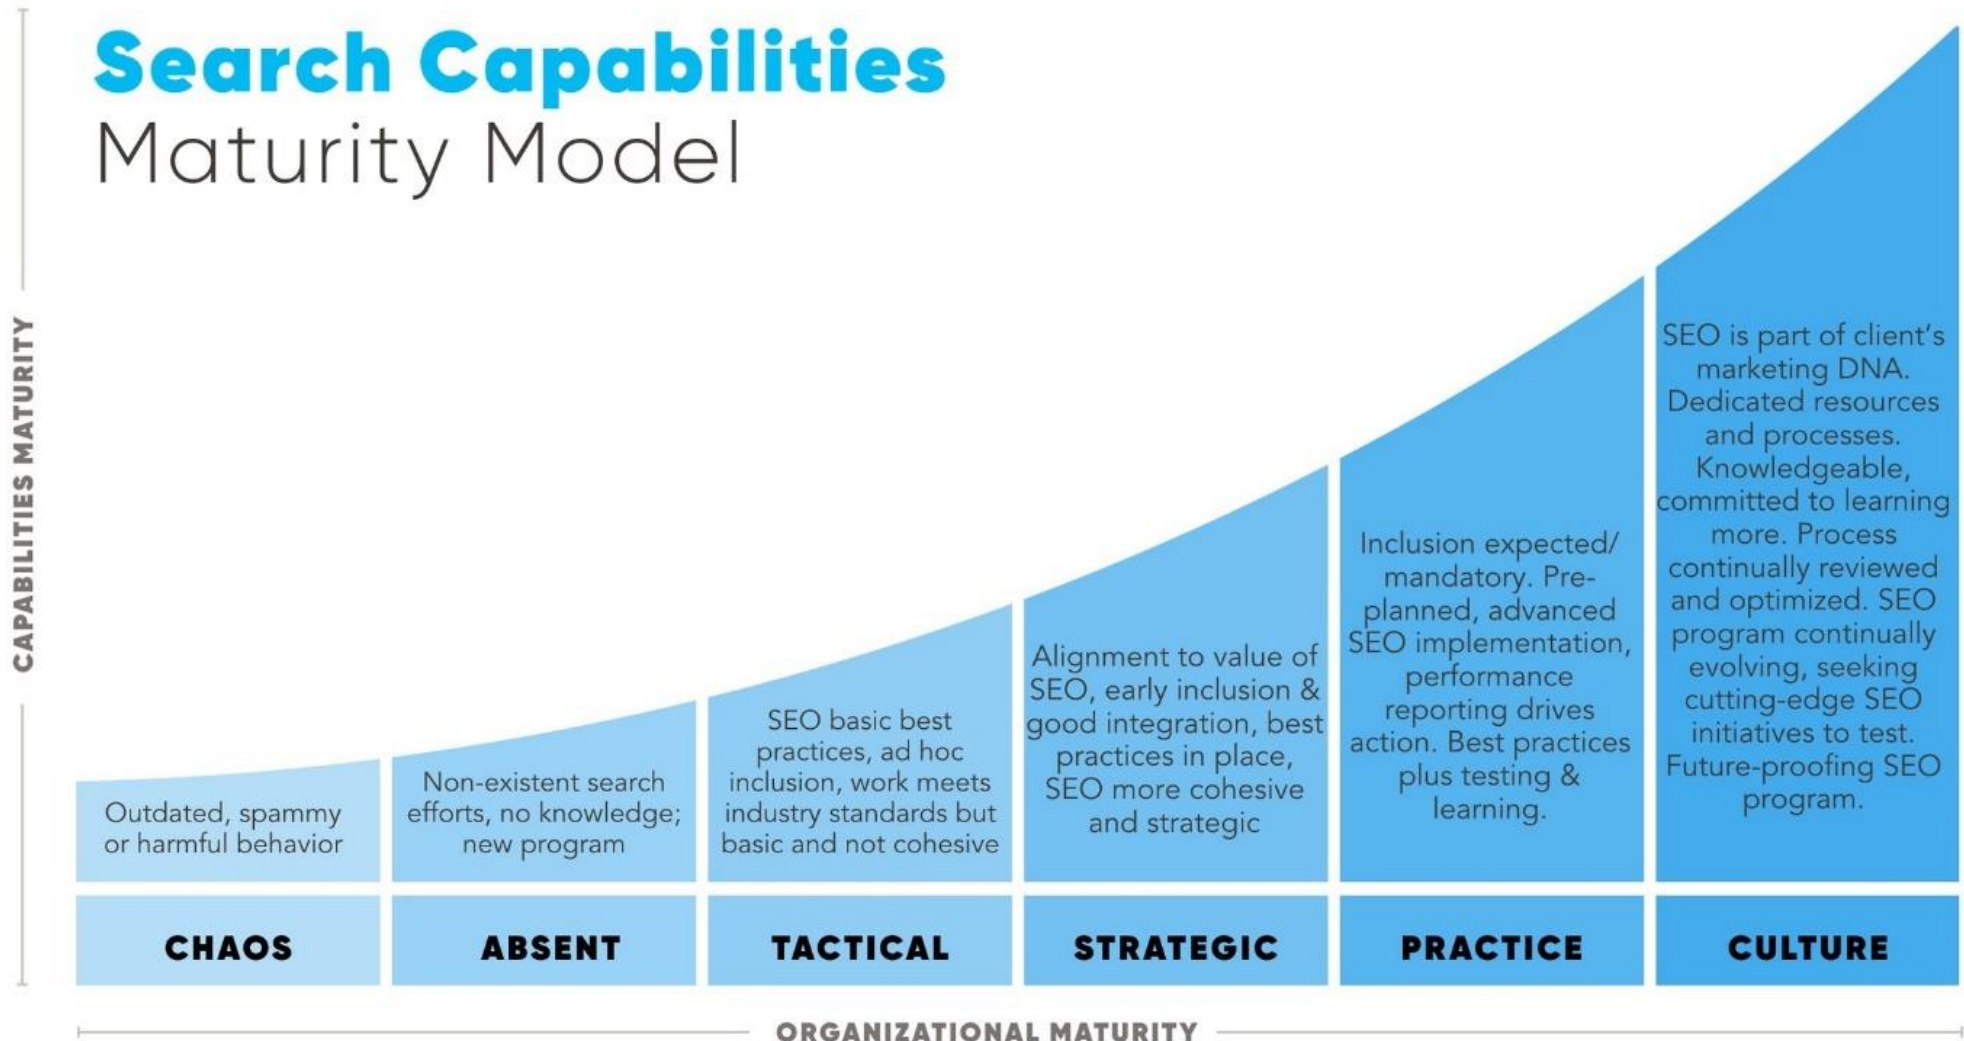 Search Capabilities
Maturity Model
CAPABILITIES MATURITY
Outdated, spammy
or harmful behavior
CHAOS
Non-existent search
efforts, no knowledge;
new program
ABSENT
SEO basic best
practices, ad hoc
inclusion, work meets
industry standards but
basic and not cohesive
TACTICAL
Alignment to value of
SEO, early inclusion &
good integration, best
practices in place,
SEO more cohesive
and strategic
STRATEGIC
Inclusion expected/
mandatory. Pre-
planned, advanced
SEO implementation,
performance
reporting drives
action. Best practices
plus testing &
learning.
PRACTICE
SEO is part of client's
marketing DNA.
Dedicated resources
and processes.
Knowledgeable,
committed to learning
more. Process
continually reviewed
and optimized. SEO
program continually
evolving, seeking
cutting-edge SEO
initiatives to test.
Future-proofing SEO
program.
CULTURE
ORGANIZATIONAL MATURITY